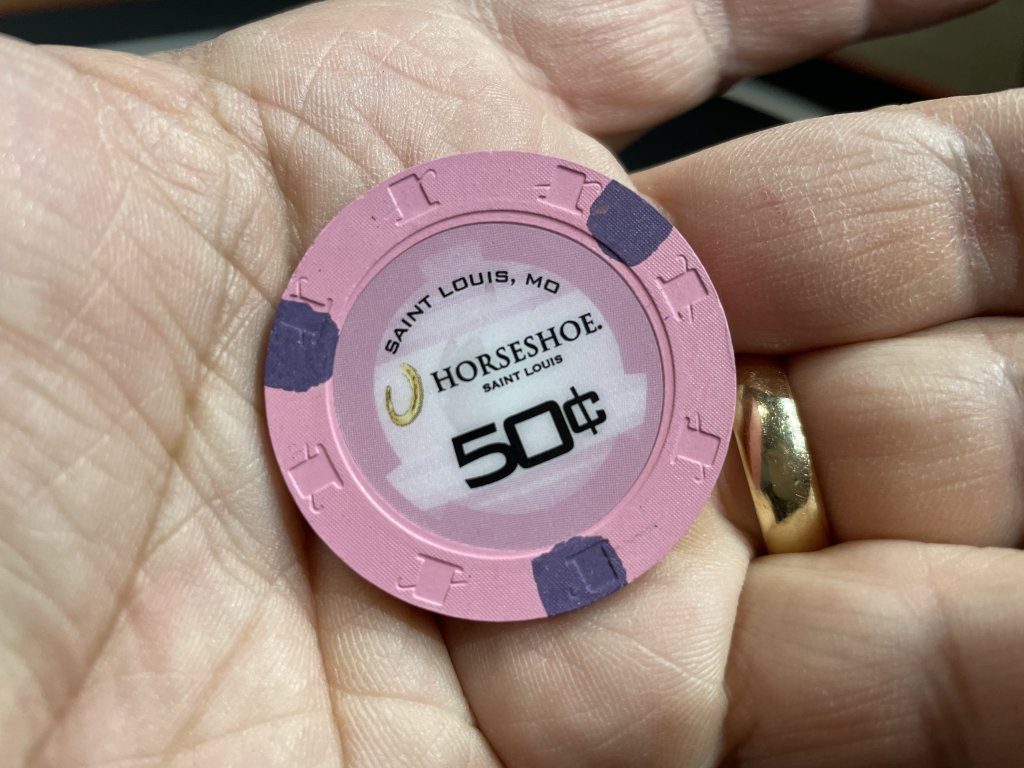 SAINT LOUIS, MO
HORSESHOE.
SAINT LOUIS
50¢